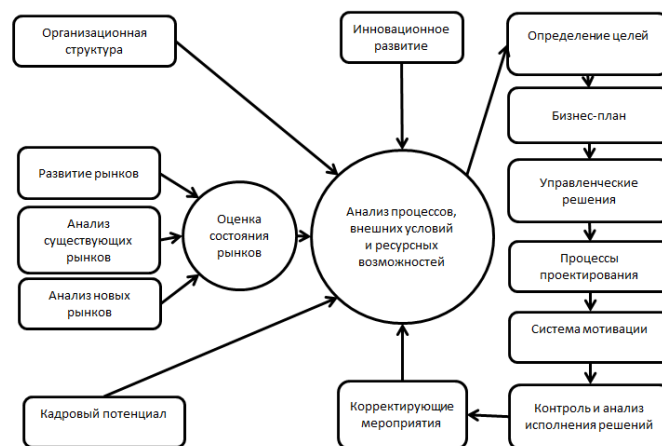 Организационная
структура
Инновационное
развитие
Определение целей
Бизнес-план
Развитие рынков
Анализ
существующих
рынков
Анализ новых
рынков
Оценка
состояния
рынков
Анализ процессов,
внешних условий
и ресурсных
возможностей
Управленческие
решения
Процессы
проектирования
Система мотивации
Кадровый потенциал
Корректирующие
мероприятия
Контроль и анализ
исполнения решений